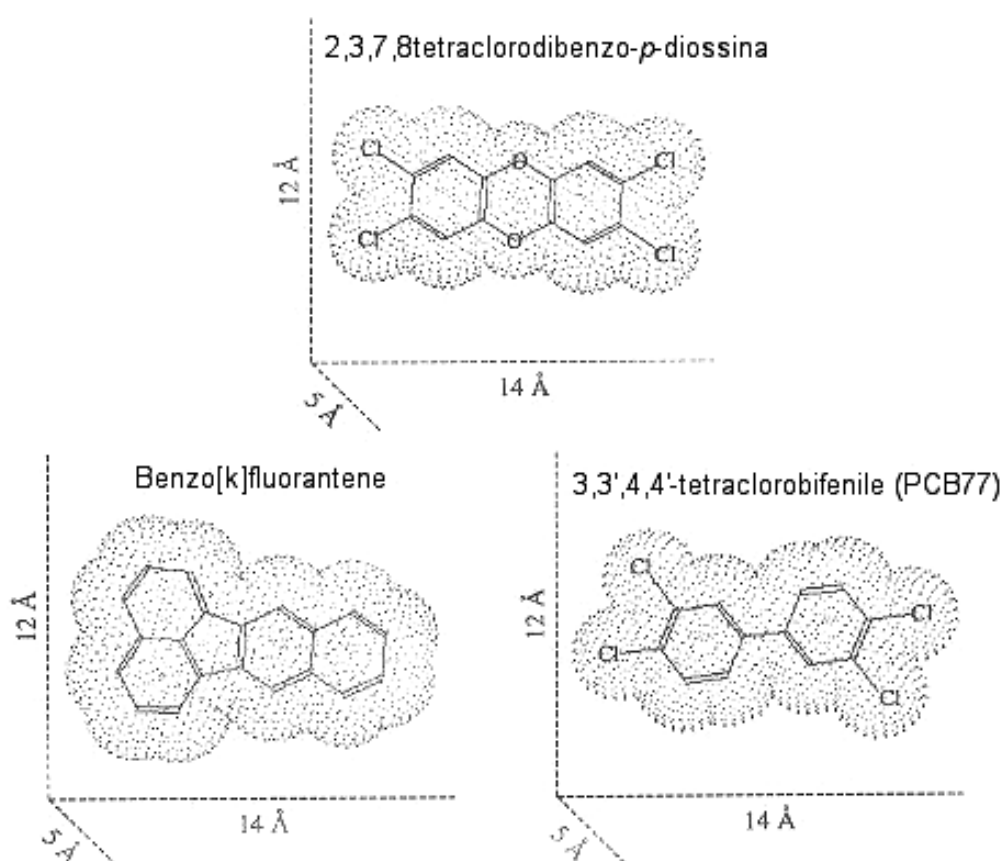 2,3,7,8tetraclorodibenzo-p-diossina
Cl
O
Cl
Cl
O
Cl
12 Å
14 Å
5 Å
Benzo[k]fluorantene
12 Å
14 Å
5 Å
3,3',4,4'-tetraclorobifenile (PCB77)
Cl
Cl
Cl
Cl
12 Å
14 Å
5 Å